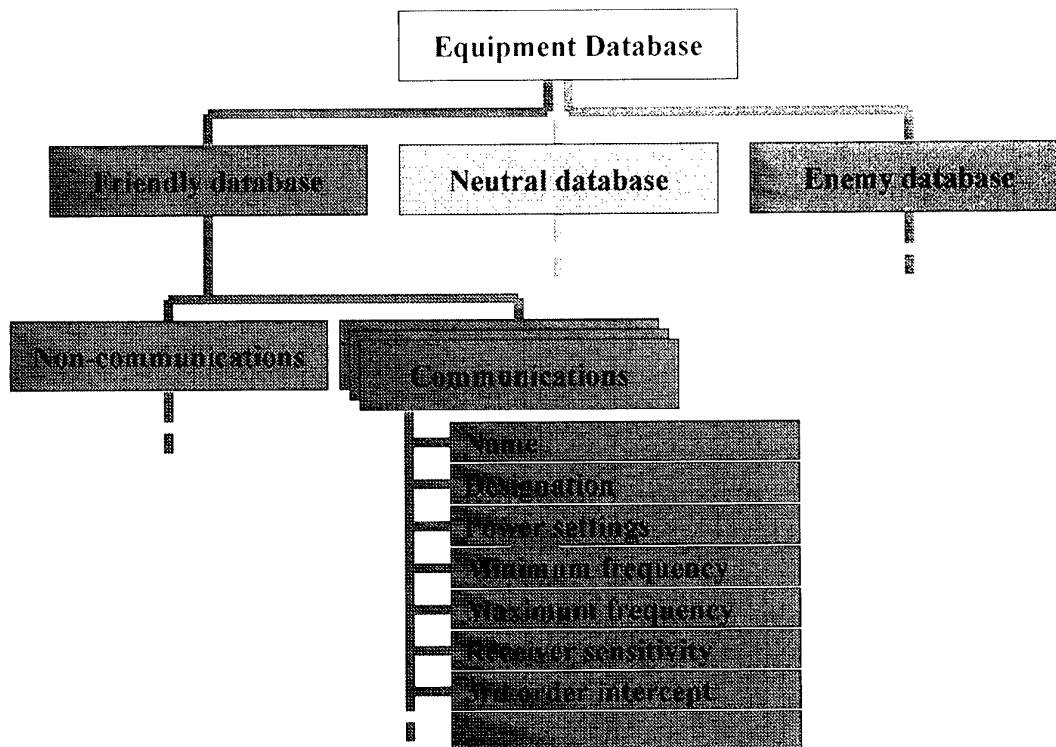 Equipment Database
Friendly database
Neutral database
Enemy database
Non-communications
Communications
Name
Designation
Power settings
Minimum frequency
Maximum frequency
Receiver sensitivity
3rd order intercept